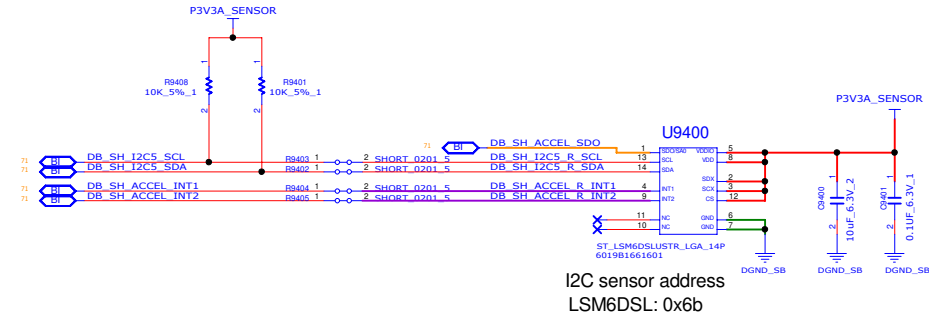 P3V3A_SENSOR
1
1
R9408
10K_5%_1
R9401
10K_5%_1
2
2
P3V3A_SENSOR
U9400
71 BI DB_SH_ACCEL_SDO 1 SDO/SA0 VDDIO 5
71 BI DB_SH_I2C5_SCL R9403 1 2 SHORT_0201_5 DB_SH_I2C5_R_SCL 13 SCL VDD 8
71 BI DB_SH_I2C5_SDA R9402 1 2 SHORT_0201_5 DB_SH_I2C5_R_SDA 14 SDA
SDX 2
71 BI DB_SH_ACCEL_INT1 R9404 1 2 SHORT_0201_5 DB_SH_ACCEL_R_INT1 4 INT1 SCX 3
71 BI DB_SH_ACCEL_INT2 R9405 1 2 SHORT_0201_5 DB_SH_ACCEL_R_INT2 9 INT2 CS 12
11 NC GND 6
10 NC GND 7
1
C9400
10uF_6.3V_2
2
1
C9401
0.1UF_6.3V_1
2
ST_LSM6DSLUSTR_LGA_14P
6019B1661601
DGND_SB
DGND_SB
DGND_SB
I2C sensor address
LSM6DSL: 0x6b